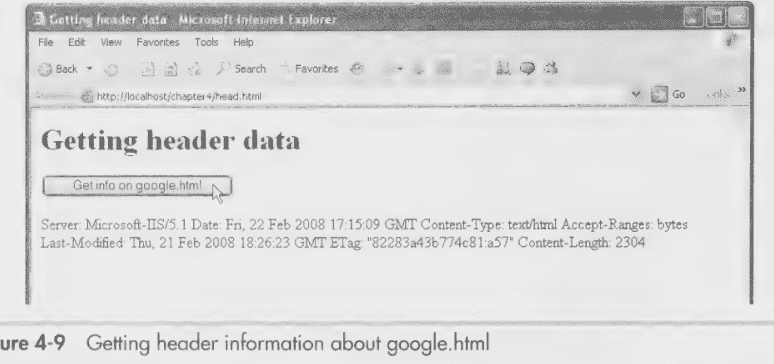 Getting header data - Microsoft Internet Explorer
File Edit View Favorites Tools Help
Back Search Favorites
http://localhost/chapter4/head.html Go Links »
Getting header data
Get info on google.html
Server: Microsoft-IIS/5.1 Date: Fri, 22 Feb 2008 17:15:09 GMT Content-Type: text/html Accept-Ranges: bytes
Last-Modified: Thu, 21 Feb 2008 18:26:23 GMT ETag: "82283a43b774c81:a57" Content-Length: 2304
ure 4-9 Getting header information about google.html